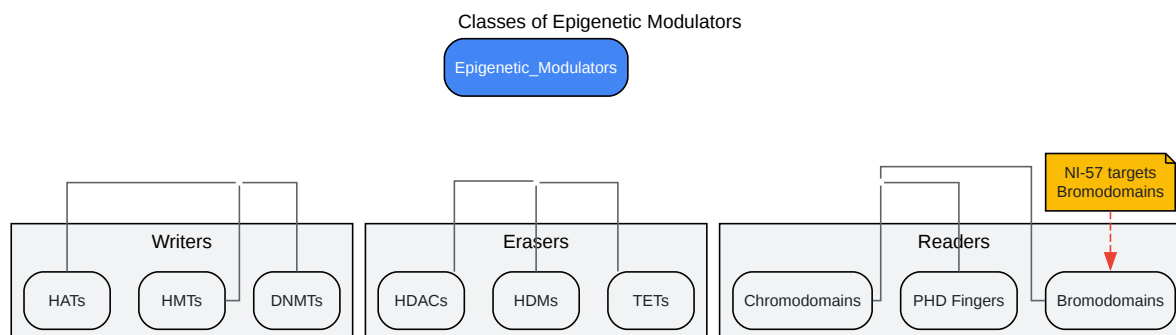 Classes of Epigenetic Modulators
Epigenetic_Modulators
NI-57 targets
Bromodomains
Writers
Erasers
Readers
HATs
HMTs
DNMTs
HDACs
HDMs
TETs
Chromodomains
PHD Fingers
Bromodomains